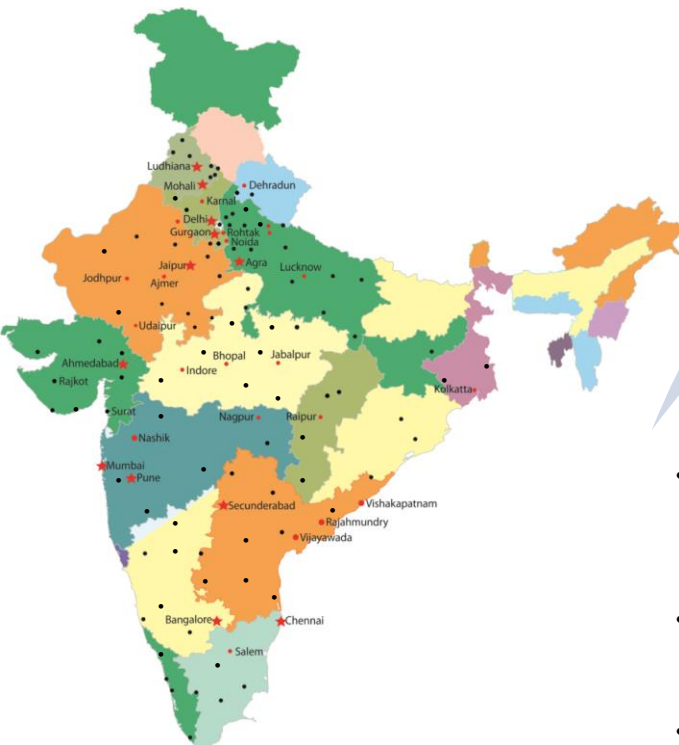 Ludhiana
Mohali
Dehradun
Karnal
Delhi
Gurgaon
Rohtak
Noida
Jaipur
Agra
Lucknow
Jodhpur
Ajmer
Udaipur
Ahmedabad
Bhopal
Jabalpur
Indore
Rajkot
Kolkatta
Surat
Nagpur
Raipur
Nashik
Mumbai
Pune
Secunderabad
Vishakapatnam
Rajahmundry
Vijayawada
Bangalore
Chennai
Salem